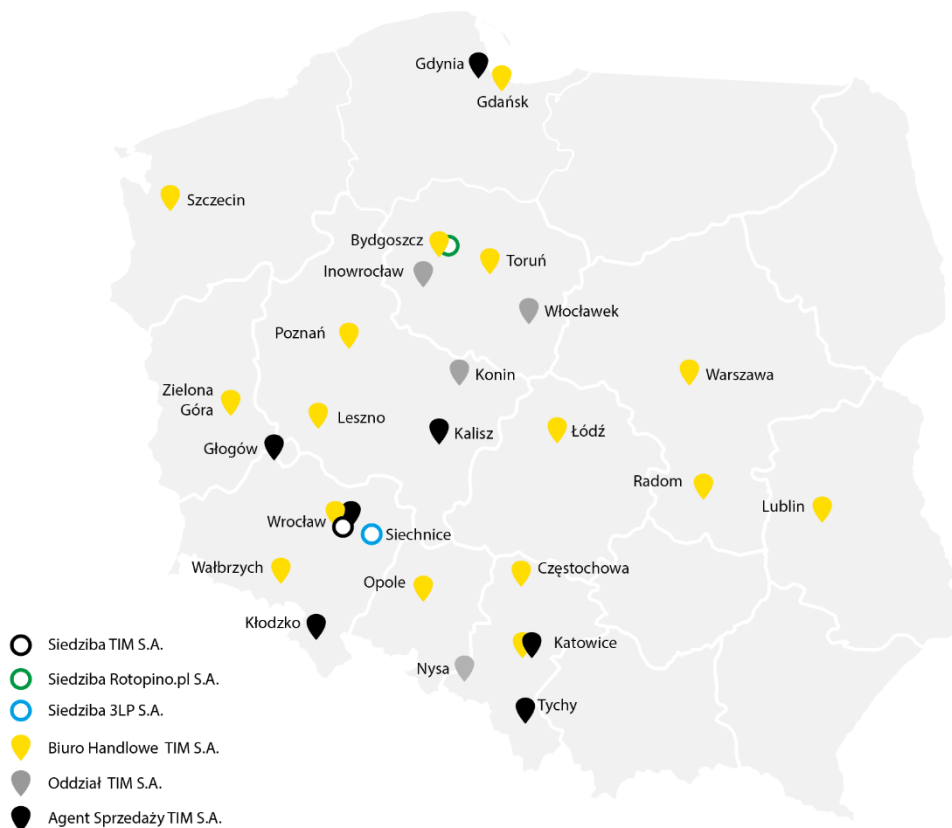 Gdynia
Gdańsk
Szczecin
Bydgoszcz
Toruń
Inowrocław
Włocławek
Poznań
Konin
Warszawa
Zielona
Góra
Leszno
Kalisz
Łódź
Głogów
Radom
Lublin
Wrocław
Siechnice
Wałbrzych
Opole
Częstochowa
Kłodzko
Katowice
Nysa
Tychy
Siedziba TIM S.A.
Siedziba Rotopino.pl S.A.
Siedziba 3LP S.A.
Biuro Handlowe TIM S.A.
Oddział TIM S.A.
Agent Sprzedaży TIM S.A.